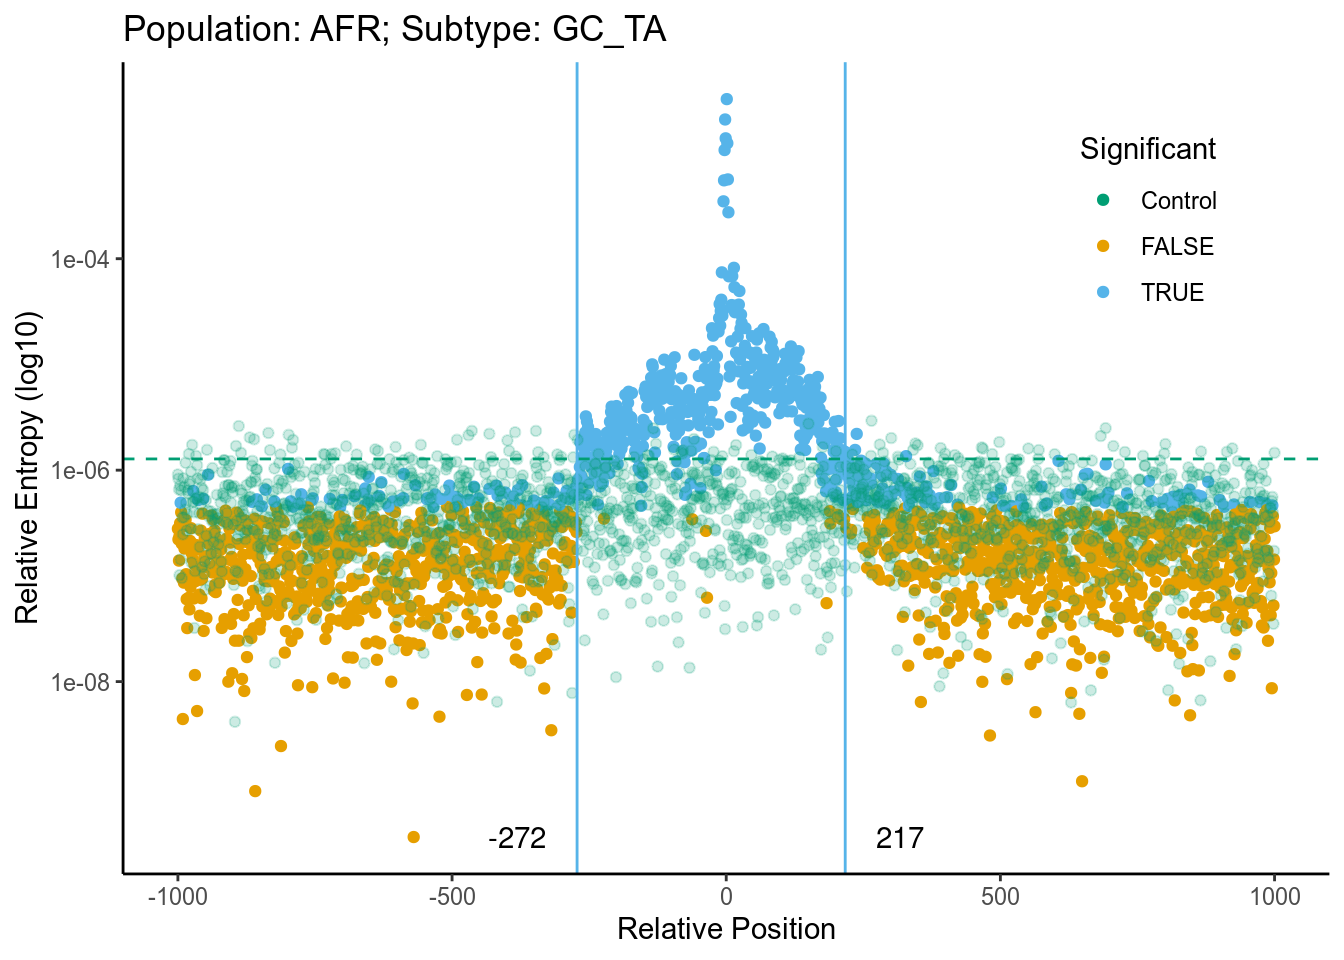 Population: AFR; Subtype: GC_TA
Significant
Control
FALSE
TRUE
Relative Entropy (log10)
1e-04
1e-06
1e-08
-272
217
-1000
-500
0
500
1000
Relative Position